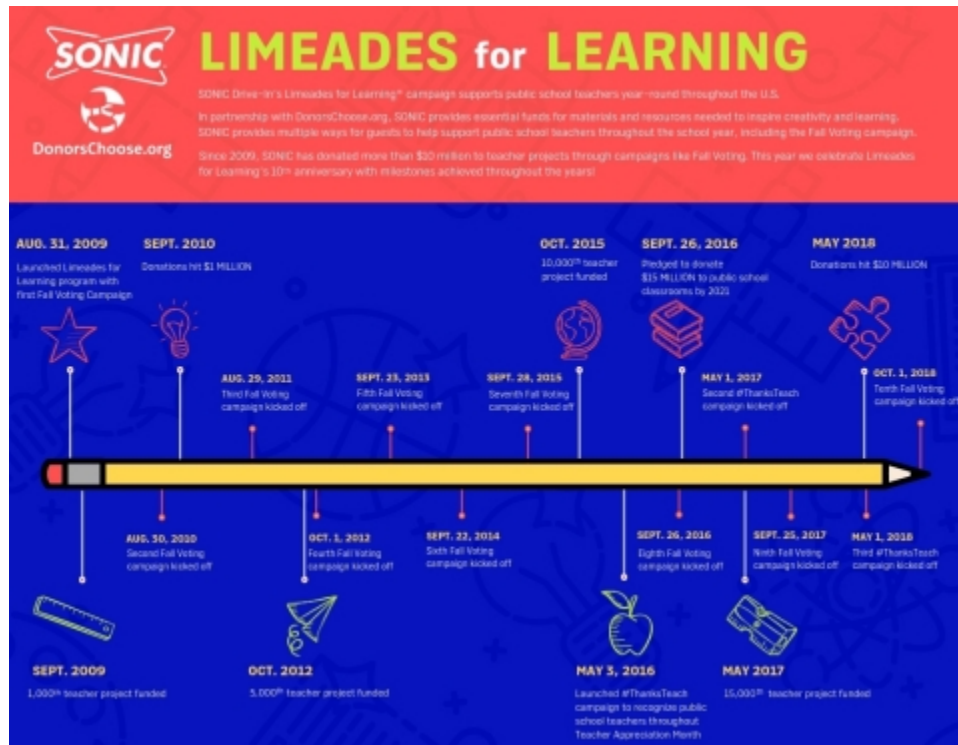 SONIC
DonorsChoose.org
LIMEADES for LEARNING
SONIC Drive-In's Limeades for Learning® campaign supports public school teachers year-round throughout the U.S.
In partnership with DonorsChoose.org, SONIC provides essential funds for materials and resources needed to inspire creativity and learning.
SONIC provides multiple ways for guests to help support public school teachers throughout the school year, including the Fall Voting campaign.
Since 2009, SONIC has donated more than $10 million to teacher projects through campaigns like Fall Voting. This year we celebrate Limeades
for Learning's 10th anniversary with milestones achieved throughout the years!
AUG. 31, 2009
Launched Limeades for
Learning program with
first Fall Voting Campaign
SEPT. 2010
Donations hit $1 MILLION
OCT. 2015
10,000th teacher
project funded
SEPT. 26, 2016
Pledged to donate
$15 MILLION to public school
classrooms by 2021
MAY 2018
Donations hit $10 MILLION
AUG. 29, 2011
Third Fall Voting
campaign kicked off
SEPT. 23, 2013
Fifth Fall Voting
campaign kicked off
SEPT. 28, 2015
Seventh Fall Voting
campaign kicked off
MAY 1, 2017
Second #ThanksTeach
campaign kicked off
OCT. 1, 2018
Tenth Fall Voting
campaign kicked off
AUG. 30, 2010
Second Fall Voting
campaign kicked off
OCT. 1, 2012
Fourth Fall Voting
campaign kicked off
SEPT. 22, 2014
Sixth Fall Voting
campaign kicked off
SEPT. 26, 2016
Eighth Fall Voting
campaign kicked off
SEPT. 25, 2017
Ninth Fall Voting
campaign kicked off
MAY 1, 2018
Third #ThanksTeach
campaign kicked off
SEPT. 2009
1,000th teacher project funded
OCT. 2012
5,000th teacher project funded
MAY 3, 2016
Launched #ThanksTeach
campaign to recognize public
school teachers throughout
Teacher Appreciation Month
MAY 2017
15,000th teacher project funded